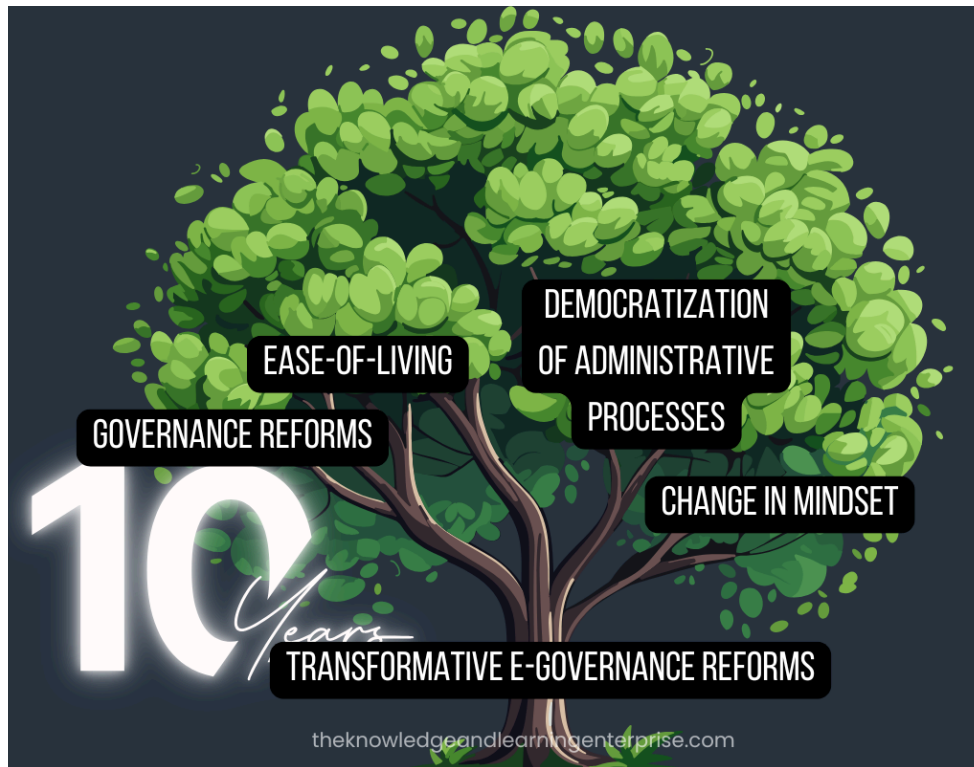 DEMOCRATIZATION
OF ADMINISTRATIVE
PROCESSES
EASE-OF-LIVING
GOVERNANCE REFORMS
CHANGE IN MINDSET
10
Years
TRANSFORMATIVE E-GOVERNANCE REFORMS
theknowledgeandlearningenterprise.com